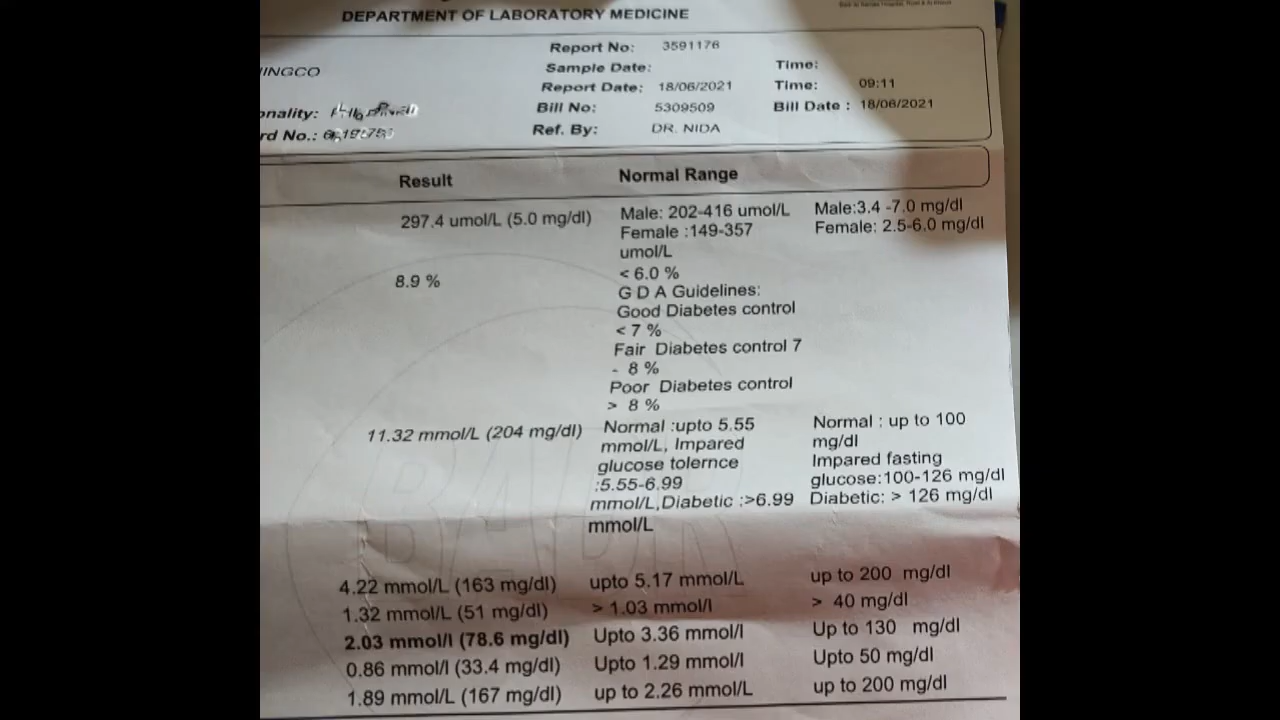 DEPARTMENT OF LABORATORY MEDICINE
Report No: 3591176
INGCO
Sample Date: Time:
Report Date: 18/06/2021 Time: 09:11
onality:
Bill No: 5309509 Bill Date : 18/06/2021
rd No.:
Ref. By: DR. NIDA
Result Normal Range
297.4 umol/L (5.0 mg/dl) Male: 202-416 umol/L Male:3.4 -7.0 mg/dl
Female :149-357 Female: 2.5-6.0 mg/dl
umol/L
8.9 % < 6.0 %
G D A Guidelines:
Good Diabetes control
< 7 %
Fair Diabetes control 7
- 8 %
Poor Diabetes control
> 8 %
11.32 mmol/L (204 mg/dl) Normal :upto 5.55 Normal : up to 100
mmol/L, Impared mg/dl
glucose tolernce Impared fasting
:5.55-6.99 glucose:100-126 mg/dl
mmol/L,Diabetic :>6.99 Diabetic: > 126 mg/dl
mmol/L
BADR
4.22 mmol/L (163 mg/dl) upto 5.17 mmol/L up to 200 mg/dl
1.32 mmol/L (51 mg/dl) > 1.03 mmol/l > 40 mg/dl
2.03 mmol/l (78.6 mg/dl) Upto 3.36 mmol/l Up to 130 mg/dl
0.86 mmol/l (33.4 mg/dl) Upto 1.29 mmol/l Upto 50 mg/dl
1.89 mmol/L (167 mg/dl) up to 2.26 mmol/L up to 200 mg/dl